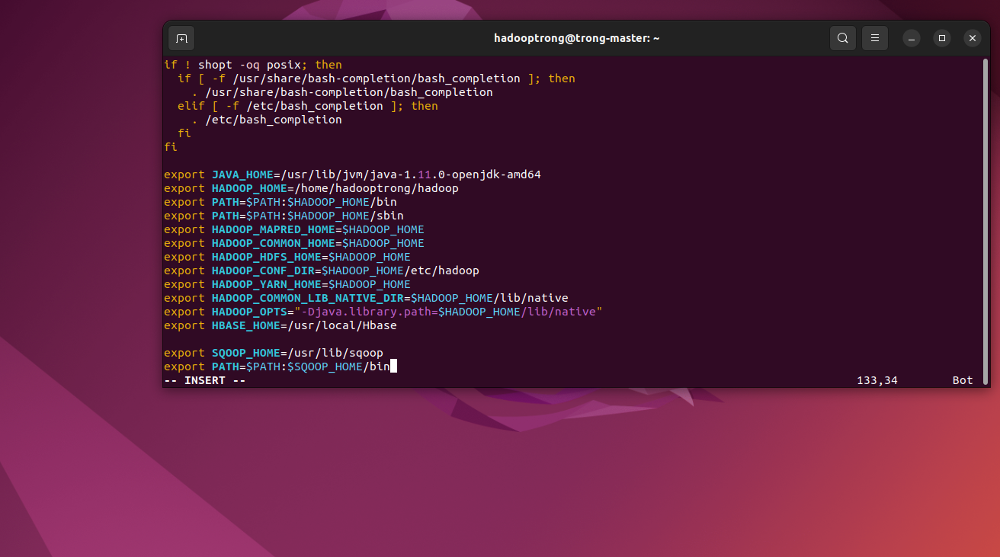 hadooptrong@trong-master: ~
if ! shopt -oq posix; then
  if [ -f /usr/share/bash-completion/bash_completion ]; then
    . /usr/share/bash-completion/bash_completion
  elif [ -f /etc/bash_completion ]; then
    . /etc/bash_completion
  fi
fi

export JAVA_HOME=/usr/lib/jvm/java-1.11.0-openjdk-amd64
export HADOOP_HOME=/home/hadooptrong/hadoop
export PATH=$PATH:$HADOOP_HOME/bin
export PATH=$PATH:$HADOOP_HOME/sbin
export HADOOP_MAPRED_HOME=$HADOOP_HOME
export HADOOP_COMMON_HOME=$HADOOP_HOME
export HADOOP_HDFS_HOME=$HADOOP_HOME
export HADOOP_CONF_DIR=$HADOOP_HOME/etc/hadoop
export HADOOP_YARN_HOME=$HADOOP_HOME
export HADOOP_COMMON_LIB_NATIVE_DIR=$HADOOP_HOME/lib/native
export HADOOP_OPTS="-Djava.library.path=$HADOOP_HOME/lib/native"
export HBASE_HOME=/usr/local/Hbase

export SQOOP_HOME=/usr/lib/sqoop
export PATH=$PATH:$SQOOP_HOME/bin
-- INSERT -- 133,34 Bot